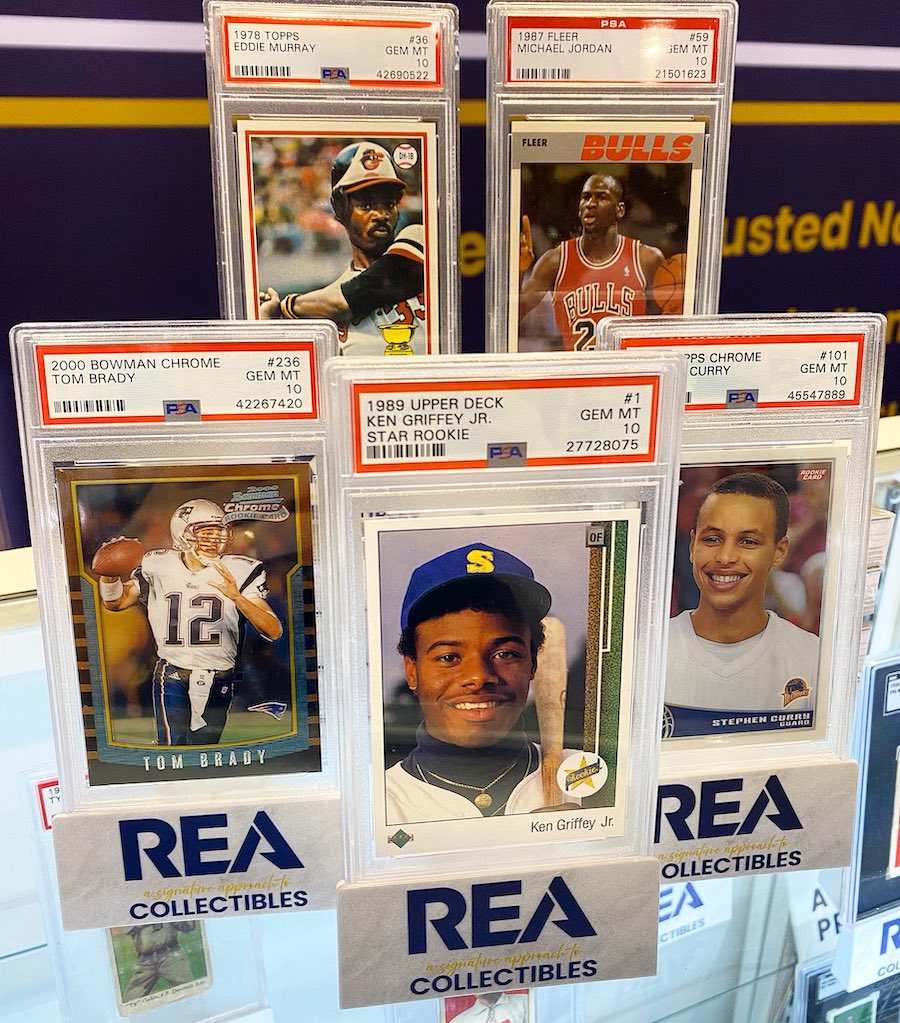 1978 TOPPS #36
EDDIE MURRAY GEM MT
10
PSA 42690522
DH-1B
PSA
1987 FLEER #59
MICHAEL JORDAN GEM MT
10
21501623
FLEER BULLS
BULLS
usted
2000 BOWMAN CHROME #236
TOM BRADY GEM MT
10
PSA 42267420
2000
Bowman
Chrome
ROOKIE CARD
12
TOM BRADY
1989 UPPER DECK #1
KEN GRIFFEY JR. GEM MT
STAR ROOKIE 10
PSA 27728075
OF
S
Rookie
Ken Griffey Jr.
PPS CHROME #101
CURRY GEM MT
10
PSA 45547889
ROOKIE
CARD
STEPHEN CURRY
GUARD
REA
a signature approach to
COLLECTIBLES
REA
a signature approach to
COLLECTIBLES
REA
a signature approach to
COLLECTIBLES